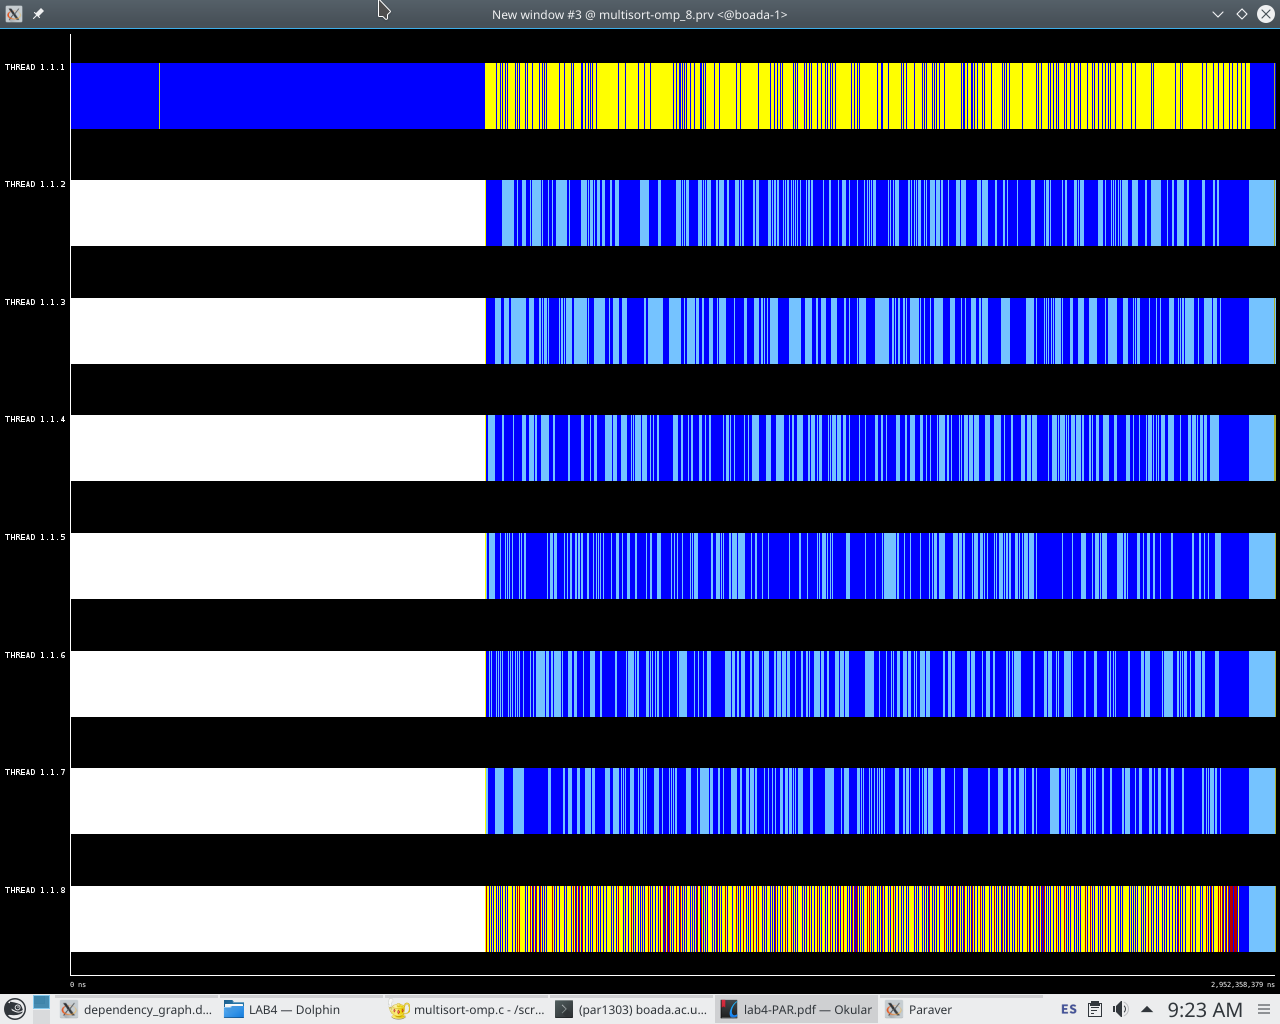 New window #3 @ multisort-omp_8.prv <@boada-1>
THREAD 1.1.1
THREAD 1.1.2
THREAD 1.1.3
THREAD 1.1.4
THREAD 1.1.5
THREAD 1.1.6
THREAD 1.1.7
THREAD 1.1.8
0 ns
2,952,358,379 ns
dependency_graph.d...
LAB4 — Dolphin
multisort-omp.c - /scr...
(par1303) boada.ac.u...
lab4-PAR.pdf — Okular
Paraver
ES
9:23 AM